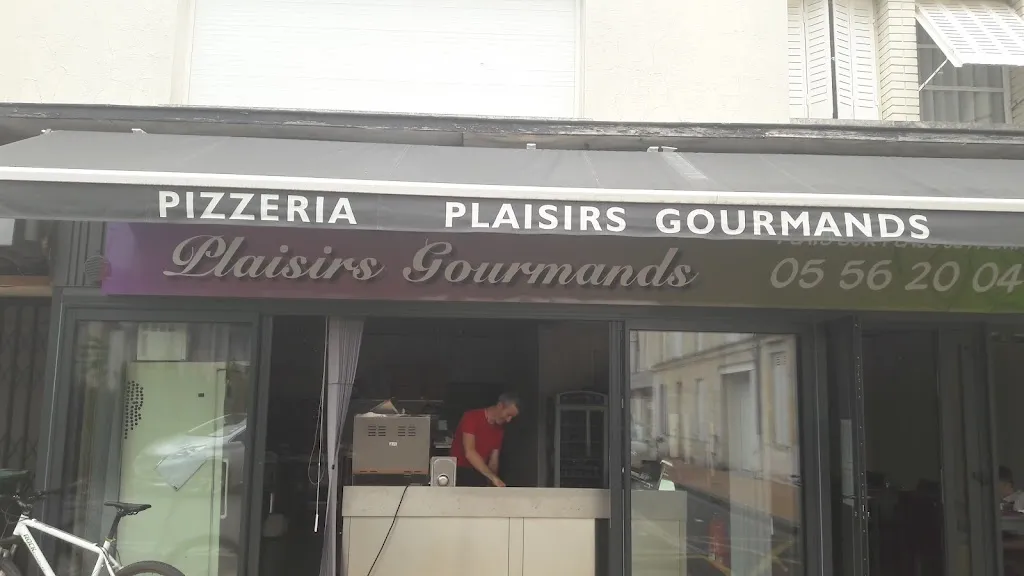 PIZZERIA PLAISIRS GOURMANDS
Plaisirs Gourmands
05 56 20 04